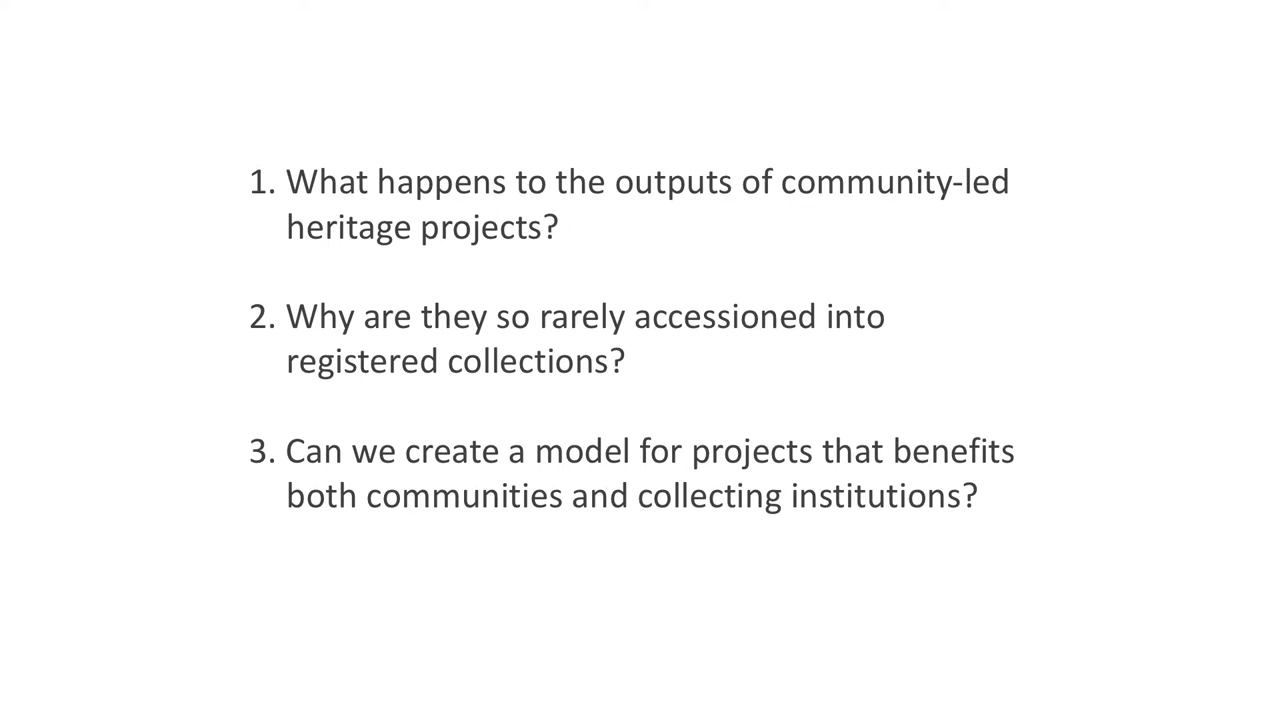 1. What happens to the outputs of community-led
heritage projects?
2. Why are they so rarely accessioned into
registered collections?
3. Can we create a model for projects that benefits
both communities and collecting institutions?